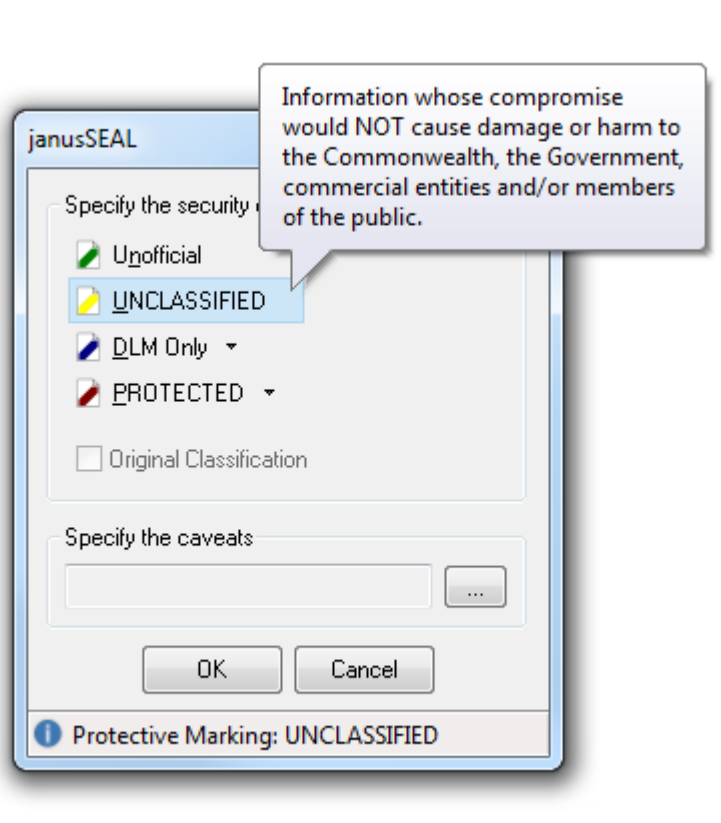 Information whose compromise
would NOT cause damage or harm to
the Commonwealth, the Government,
commercial entities and/or members
of the public.
janusSEAL
Specify the security
Unofficial
UNCLASSIFIED
DLM Only
PROTECTED
Original Classification
Specify the caveats
...
OK Cancel
Protective Marking: UNCLASSIFIED